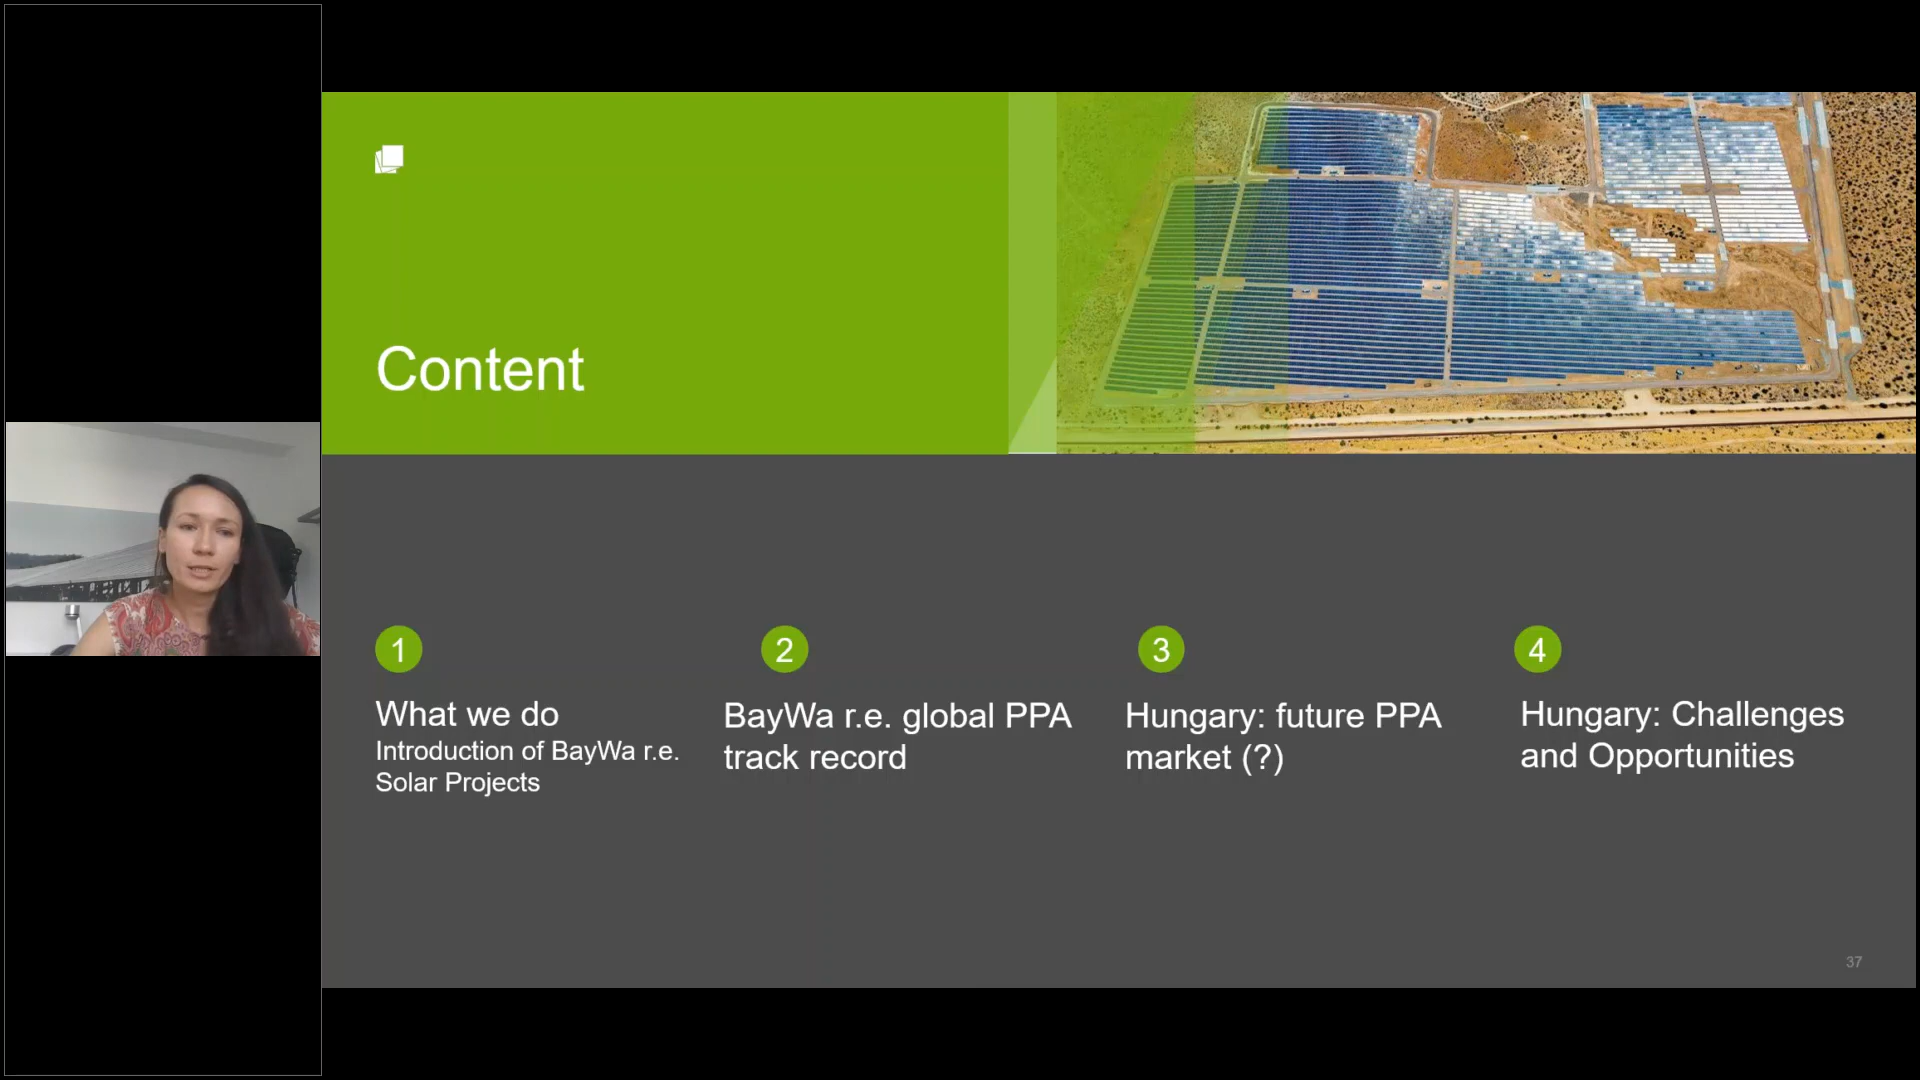 Content
1
What we do
Introduction of BayWa r.e.
Solar Projects
2
BayWa r.e. global PPA
track record
3
Hungary: future PPA
market (?)
4
Hungary: Challenges
and Opportunities
37